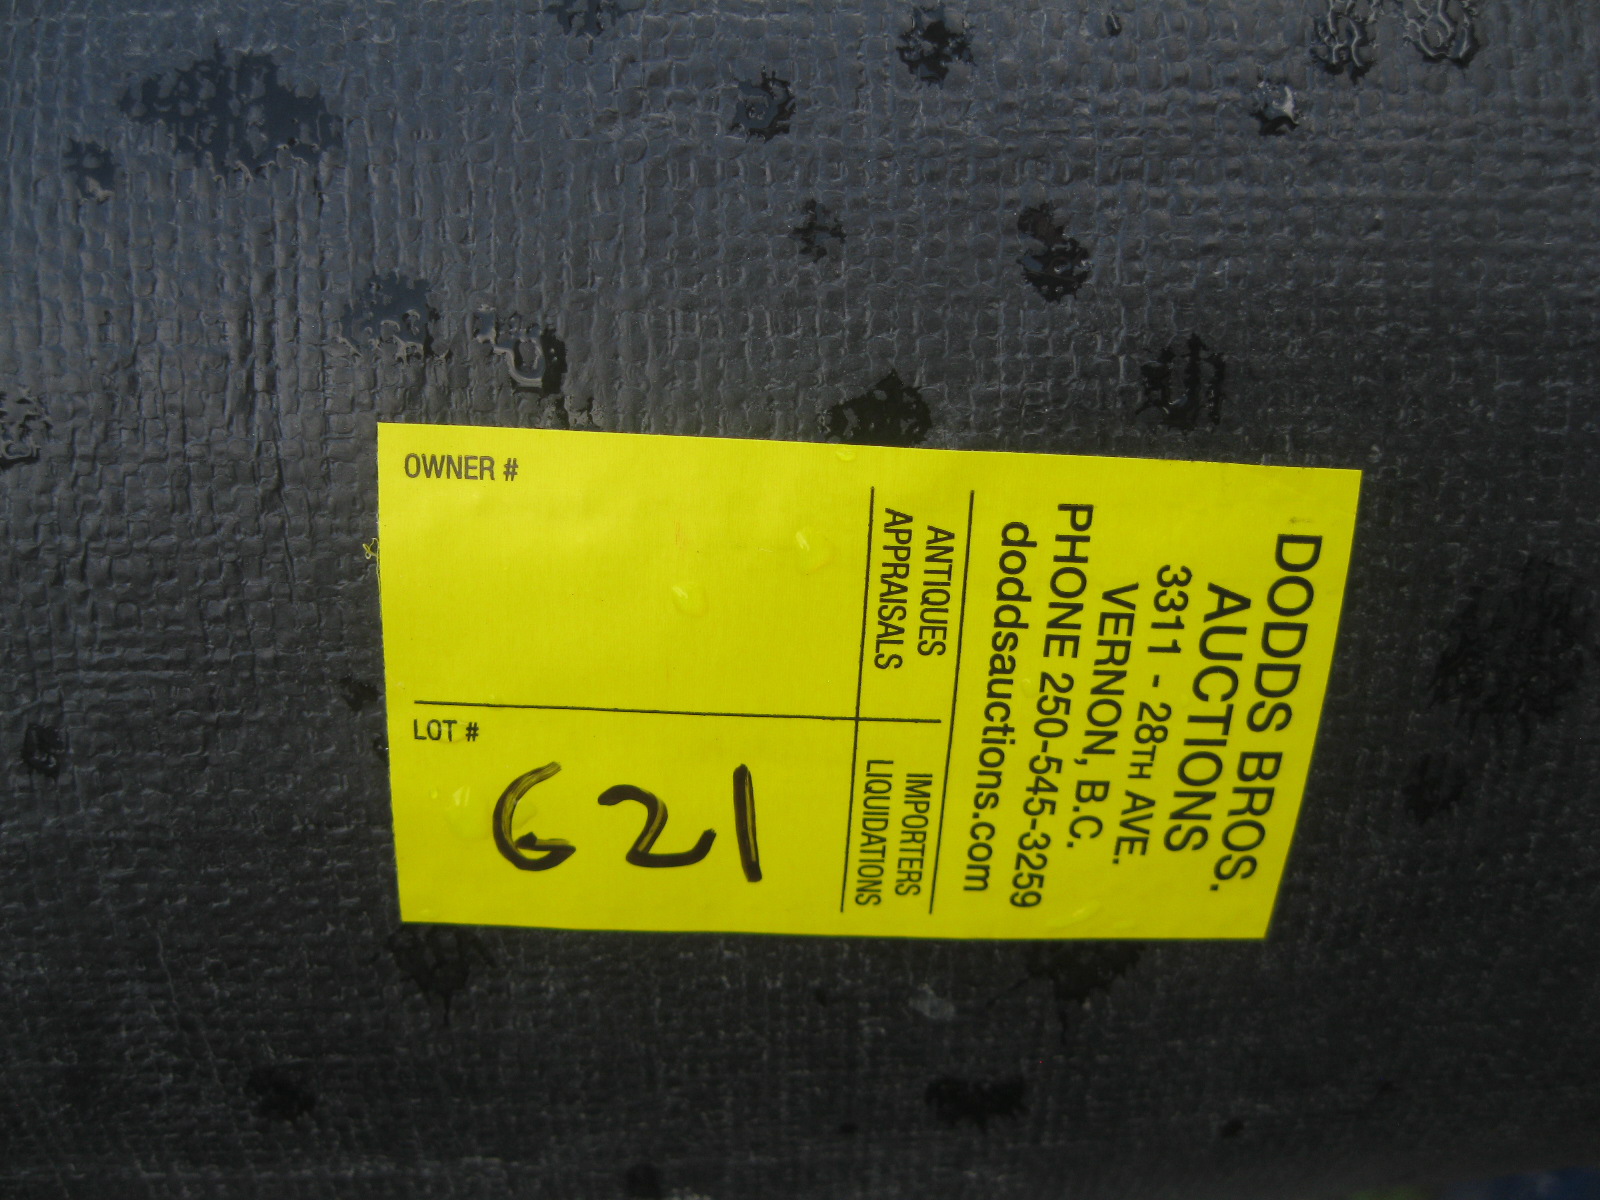 DODDS BROS.
AUCTIONS
3311 - 28TH AVE.
VERNON, B.C.
PHONE 250-545-3259
doddsauctions.com
ANTIQUES
APPRAISALS
IMPORTERS
LIQUIDATIONS
OWNER #
LOT #
621